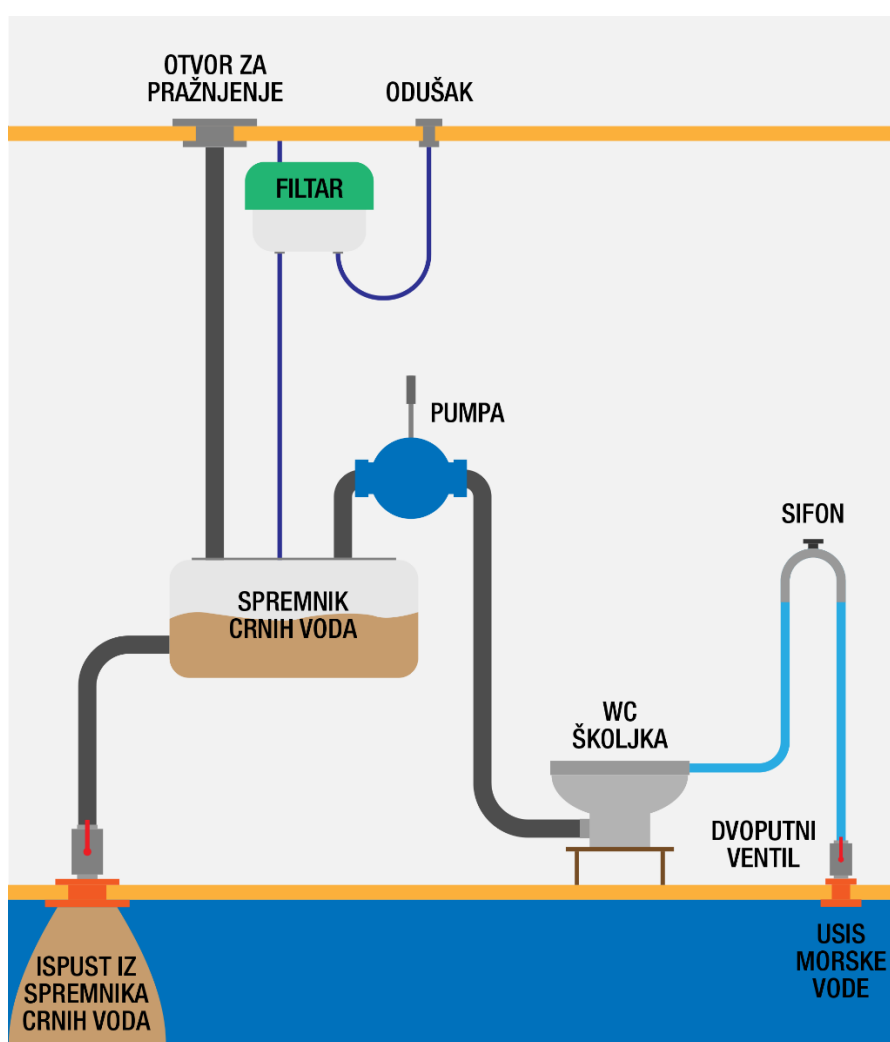 OTVOR ZA
PRAŽNJENJE
ODUŠAK
FILTAR
PUMPA
SIFON
SPREMNIK
CRNIH VODA
WC
ŠKOLJKA
DVOPUTNI
VENTIL
USIS
MORSKE
VODE
ISPUST IZ
SPREMNIKA
CRNIH VODA